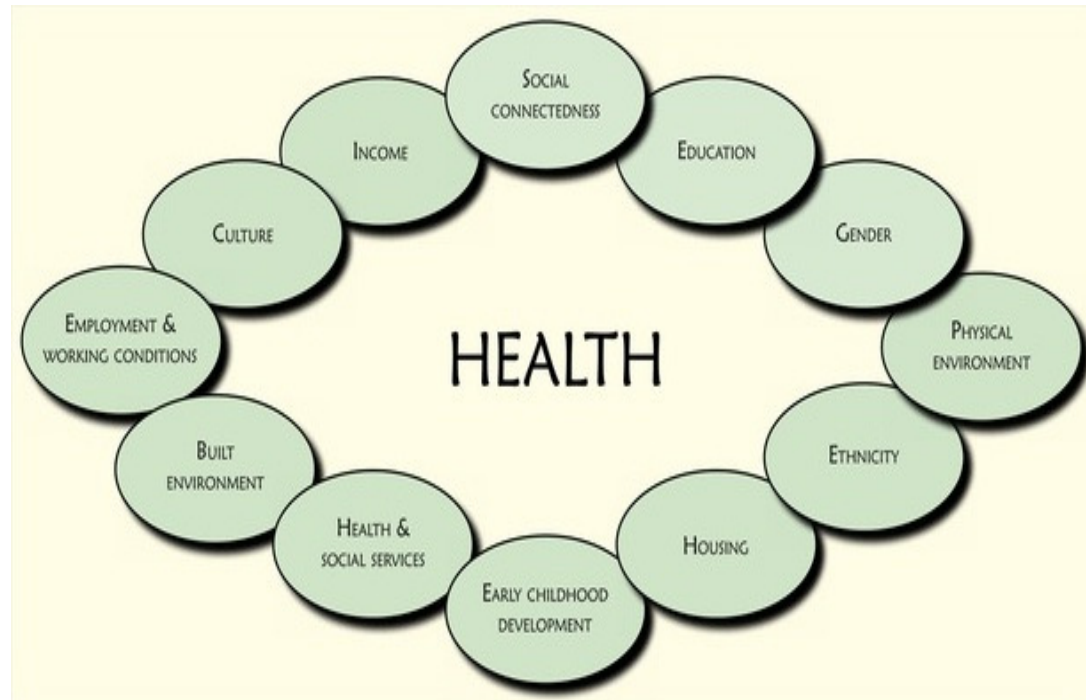 Social
connectedness
Income
Education
Culture
Gender
Employment &
working conditions
Physical
environment
HEALTH
Built
environment
Ethnicity
Health &
social services
Housing
Early childhood
development